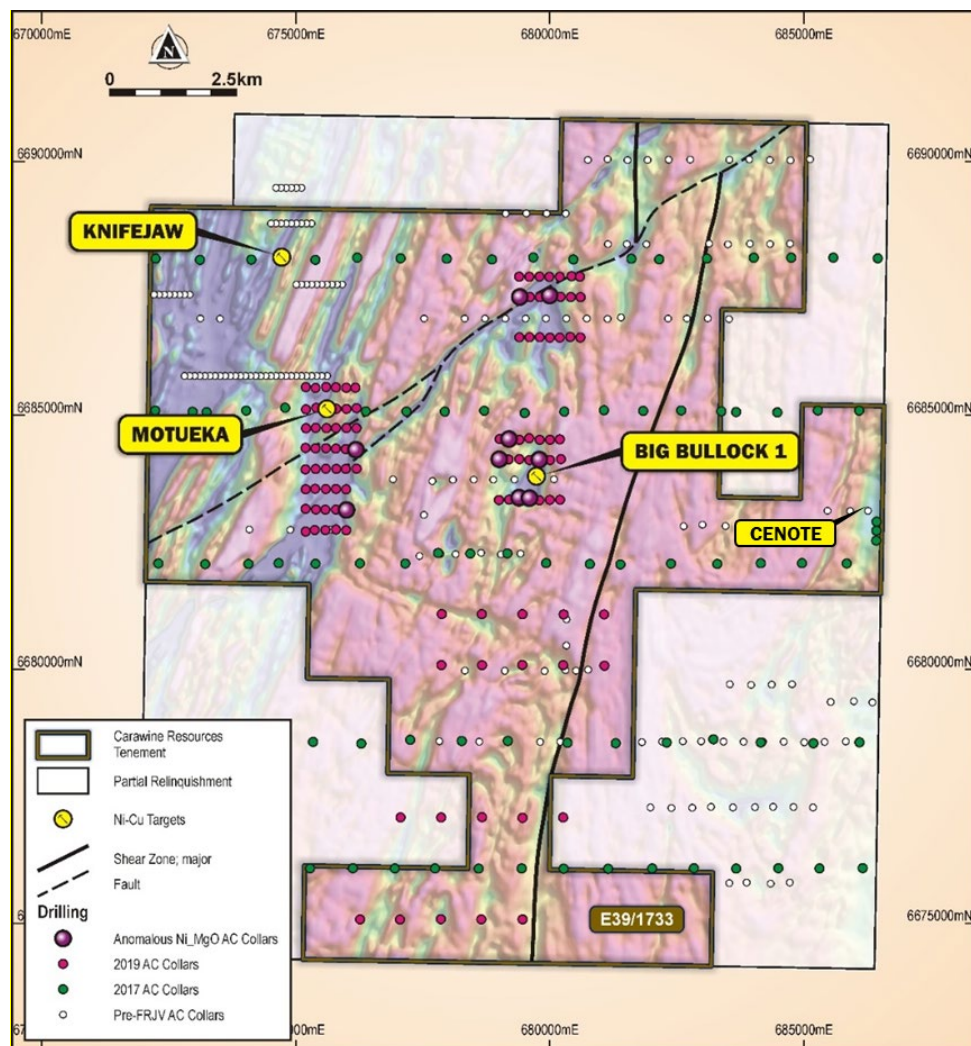 670000mE
675000mE
680000mE
685000mE
N
0
2.5km
6690000mN
6690000mN
KNIFEJAW
6685000mN
6685000mN
MOTUEKA
BIG BULLOCK 1
CENOTE
6680000mN
6680000mN
Carawine Resources
Tenement
Partial Relinquishment
Ni-Cu Targets
Shear Zone; major
Fault
Drilling
Anomalous Ni_MgO AC Collars
2019 AC Collars
2017 AC Collars
Pre-FRJV AC Collars
E39/1733
6675000mN
680000mE
685000mE